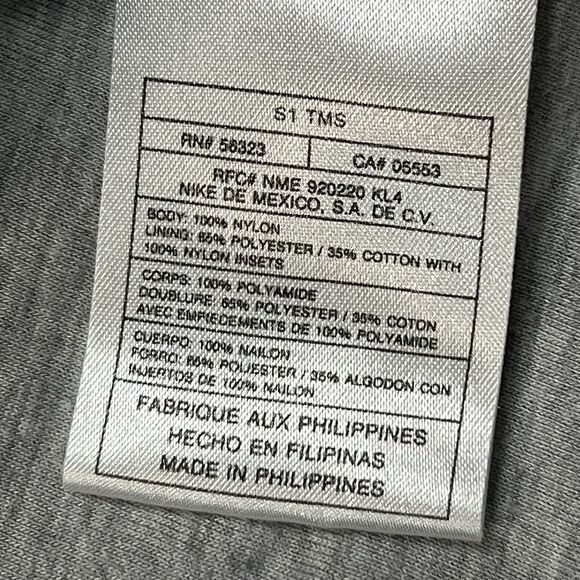 S1 TMS
RN# 56323 CA# 05553
RFC# NME 920220 KL4
NIKE DE MEXICO, S.A. DE C.V.
BODY: 100% NYLON
LINING: 65% POLYESTER / 35% COTTON WITH
100% NYLON INSETS
CORPS: 100% POLYAMIDE
DOUBLURE: 65% POLYESTER / 35% COTON
AVEC EMPIECEMENTS DE 100% POLYAMIDE
CUERPO: 100% NAILON
FORRO: 65% POLIESTER / 35% ALGODON CON
INJERTOS DE 100% NAILON
FABRIQUE AUX PHILIPPINES
HECHO EN FILIPINAS
MADE IN PHILIPPINES